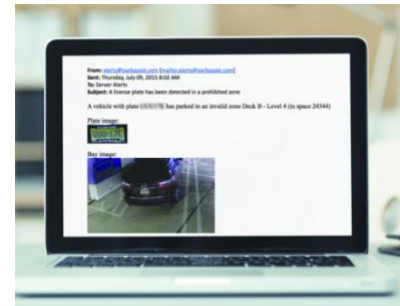 From: alerts@parkassist.com [mailto:alerts@parkassist.com]
Sent: Thursday, July 09, 2015 8:02 AM
To: Server Alerts
Subject: A license plate has been detected in a prohibited zone
A vehicle with plate has parked in an invalid zone Deck B - Level 4 (in space 24344)
Plate image:
Bay image: